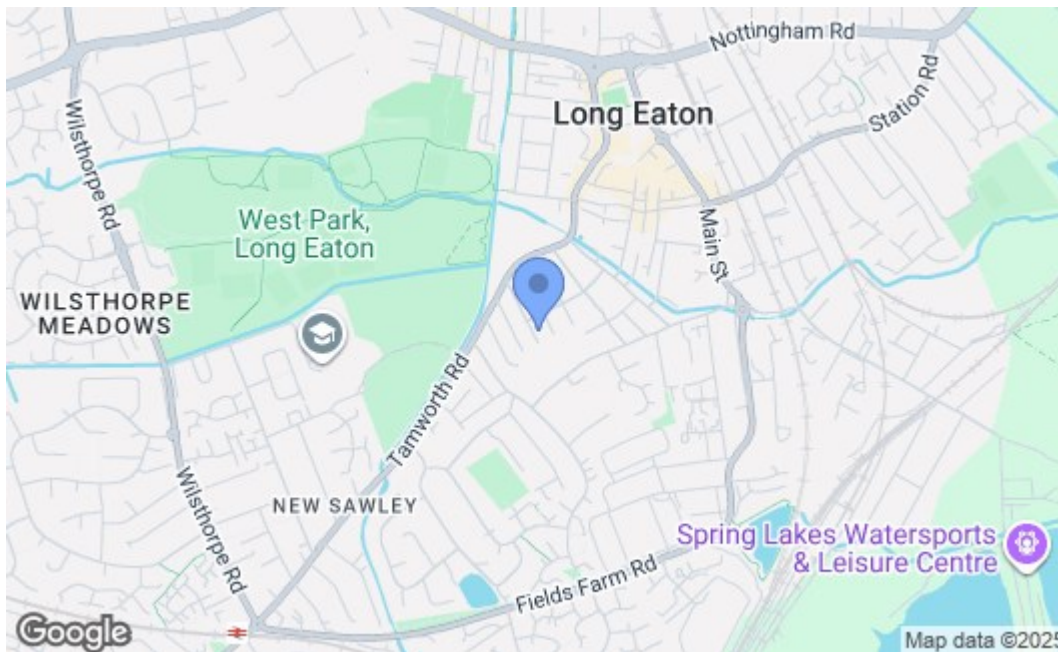 Nottingham Rd
Long Eaton
Station Rd
Wilsthorpe Rd
West Park,
Long Eaton
Main St
WILSTHORPE
MEADOWS
Tamworth Rd
Wilsthorpe Rd
NEW SAWLEY
Spring Lakes Watersports
& Leisure Centre
Fields Farm Rd
Google
Map data ©2025